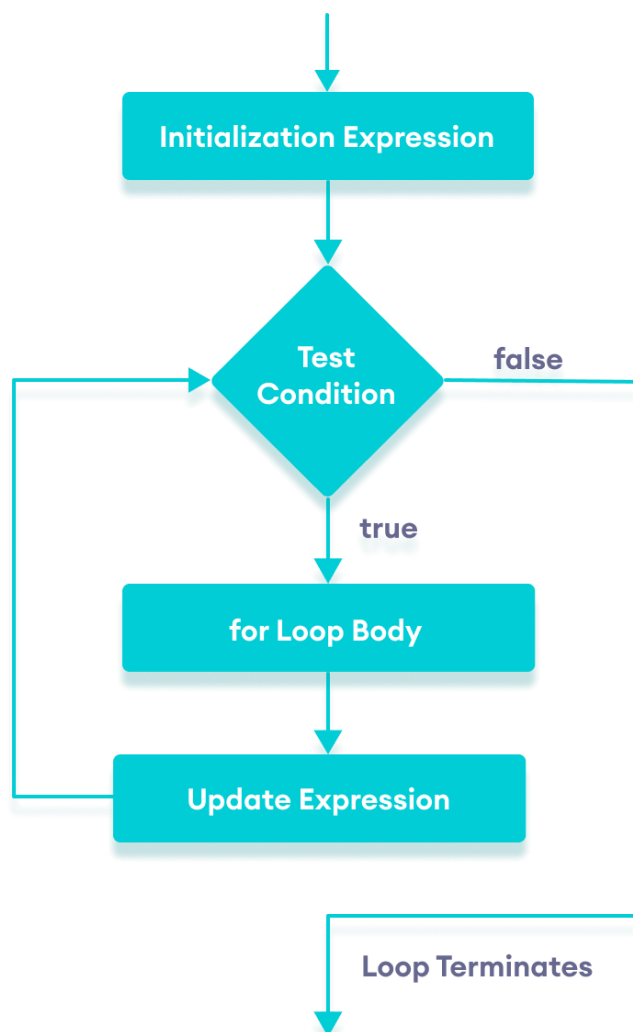 Initialization Expression
Test
Condition
false
true
for Loop Body
Update Expression
Loop Terminates